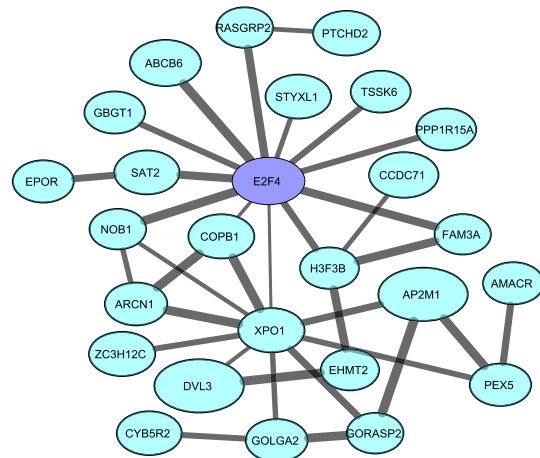 RASGRP2
PTCHD2
ABCB6
STYXL1
TSSK6
GBGT1
PPP1R15A
EPOR
SAT2
E2F4
CCDC71
NOB1
COPB1
FAM3A
H3F3B
AP2M1
AMACR
ARCN1
XPO1
ZC3H12C
DVL3
EHMT2
PEX5
CYB5R2
GOLGA2
GORASP2